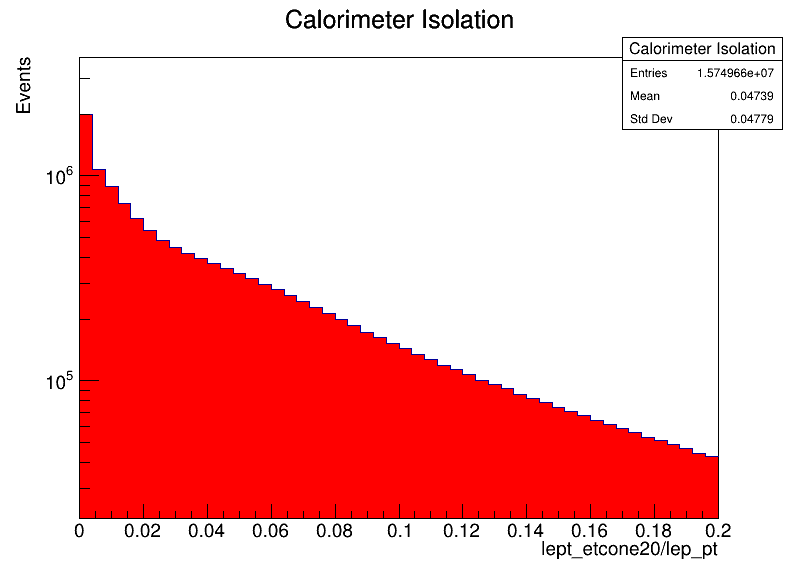 Calorimeter Isolation
Calorimeter Isolation
Entries 1.574966e+07
Mean 0.04739
Std Dev 0.04779
Events
10^6
10^5
0 0.02 0.04 0.06 0.08 0.1 0.12 0.14 0.16 0.18 0.2
lept_etcone20/lep_pt